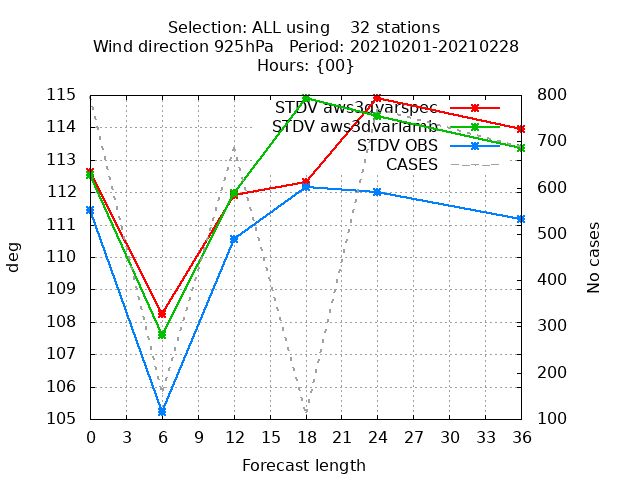 Selection: ALL using    32 stations
Wind direction 925hPa   Period: 20210201-20210228
Hours: {00}
115
114
113
112
111
110
109
108
107
106
105
deg
800
700
600
500
400
300
200
100
No cases
STDV aws3dvarspec
STDV aws3dvarlamb
STDV OBS
CASES
0 3 6 9 12 15 18 21 24 27 30 33 36
Forecast length